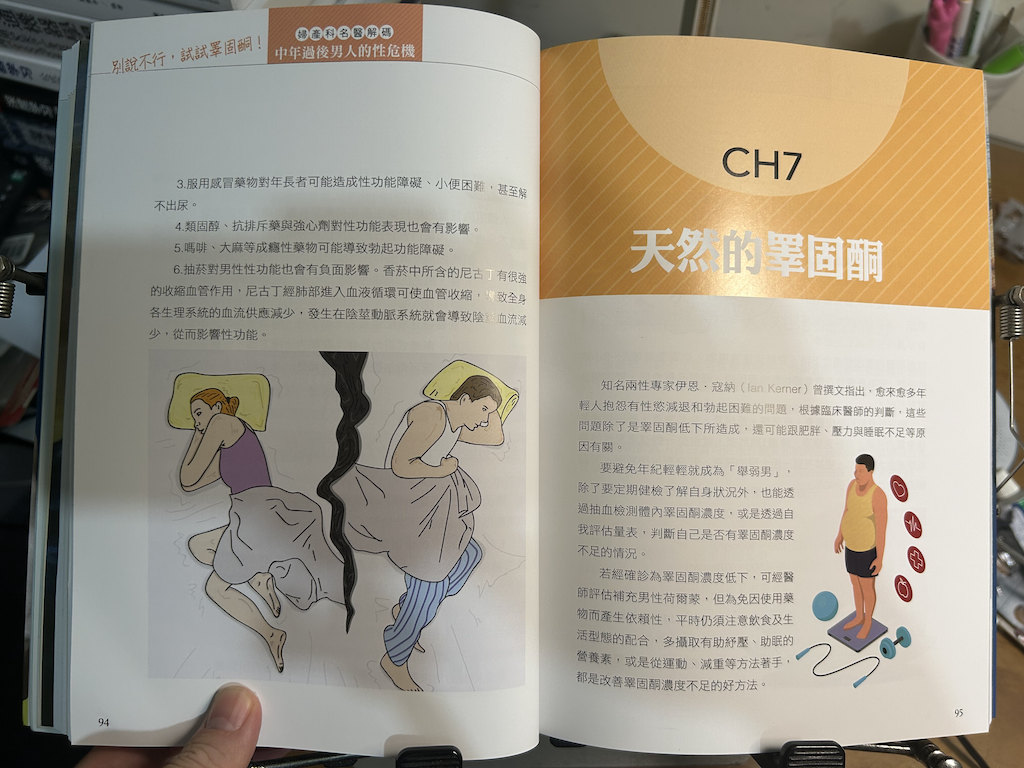 別說不行，試試睪固酮！
婦產科名醫解碼
中年過後男人的性危機
3.服用感冒藥物對年長者可能造成性功能障礙、小便困難，甚至解
不出尿。
4.類固醇、抗排斥藥與強心劑對性功能表現也會有影響。
5.嗎啡、大麻等成癮性藥物可能導致勃起功能障礙。
6.抽菸對男性性功能也會有負面影響。香菸中所含的尼古丁有很強
的收縮血管作用，尼古丁經肺部進入血液循環可使血管收縮，導致全身
各生理系統的血流供應減少，發生在陰莖動脈系統就會導致陰莖血流減
少，從而影響性功能。
94
CH7
天然的睪固酮
知名兩性專家伊恩・寇納（Ian Kerner）曾撰文指出，愈來愈多年
輕人抱怨有性慾減退和勃起困難的問題，根據臨床醫師的判斷，這些
問題除了是睪固酮低下所造成，還可能跟肥胖、壓力與睡眠不足等原
因有關。
要避免年紀輕輕就成為「舉弱男」，
除了要定期健檢了解自身狀況外，也能透
過抽血檢測體內睪固酮濃度，或是透過自
我評估量表，判斷自己是否有睪固酮濃度
不足的情況。
若經確診為睪固酮濃度低下，可經醫
師評估補充男性荷爾蒙，但為免因使用藥
物而產生依賴性，平時仍須注意飲食及生
活型態的配合，多攝取有助紓壓、助眠的
營養素，或是從運動、減重等方法著手，
都是改善睪固酮濃度不足的好方法。
95